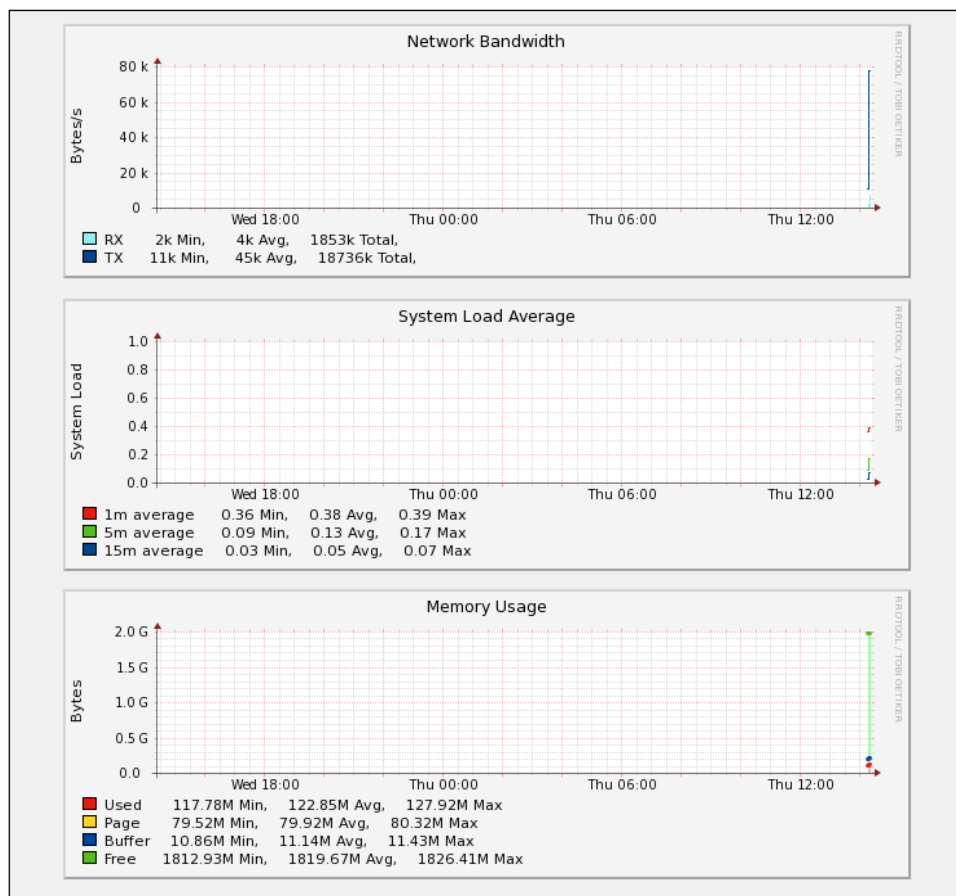 Network Bandwidth
RRDTOOL / TOBI OETIKER
Bytes/s
80 k
60 k
40 k
20 k
0
Wed 18:00 Thu 00:00 Thu 06:00 Thu 12:00
RX 2k Min, 4k Avg, 1853k Total,
TX 11k Min, 45k Avg, 18736k Total,
System Load Average
RRDTOOL / TOBI OETIKER
System Load
1.0
0.8
0.6
0.4
0.2
0.0
Wed 18:00 Thu 00:00 Thu 06:00 Thu 12:00
1m average 0.36 Min, 0.38 Avg, 0.39 Max
5m average 0.09 Min, 0.13 Avg, 0.17 Max
15m average 0.03 Min, 0.05 Avg, 0.07 Max
Memory Usage
RRDTOOL / TOBI OETIKER
Bytes
2.0 G
1.5 G
1.0 G
0.5 G
0.0
Wed 18:00 Thu 00:00 Thu 06:00 Thu 12:00
Used 117.78M Min, 122.85M Avg, 127.92M Max
Page 79.52M Min, 79.92M Avg, 80.32M Max
Buffer 10.86M Min, 11.14M Avg, 11.43M Max
Free 1812.93M Min, 1819.67M Avg, 1826.41M Max